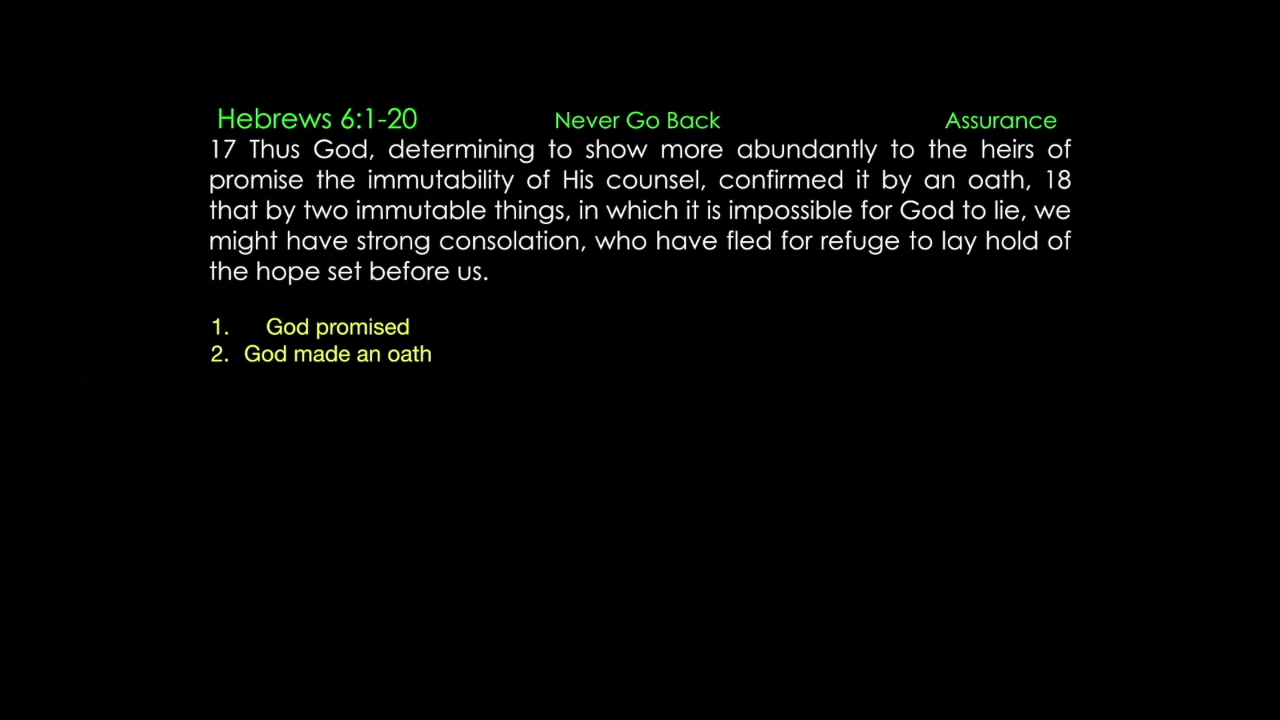 Hebrews 6:1-20 Never Go Back Assurance
17 Thus God, determining to show more abundantly to the heirs of
promise the immutability of His counsel, confirmed it by an oath, 18
that by two immutable things, in which it is impossible for God to lie, we
might have strong consolation, who have fled for refuge to lay hold of
the hope set before us.
1. God promised
2. God made an oath